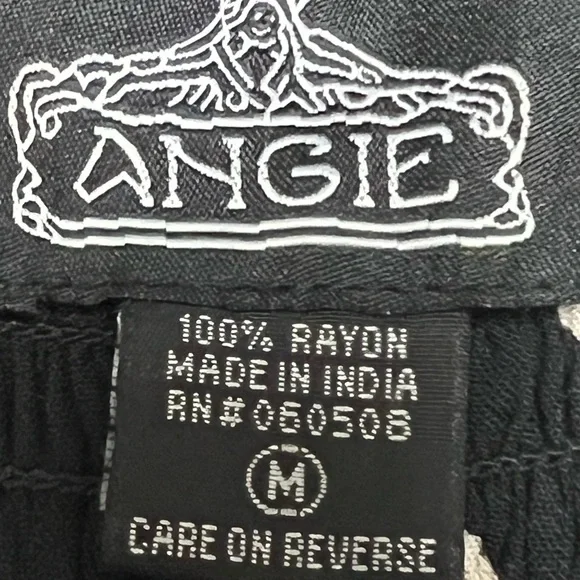 ANGIE
100% RAYON
MADE IN INDIA
RN#060508
M
CARE ON REVERSE